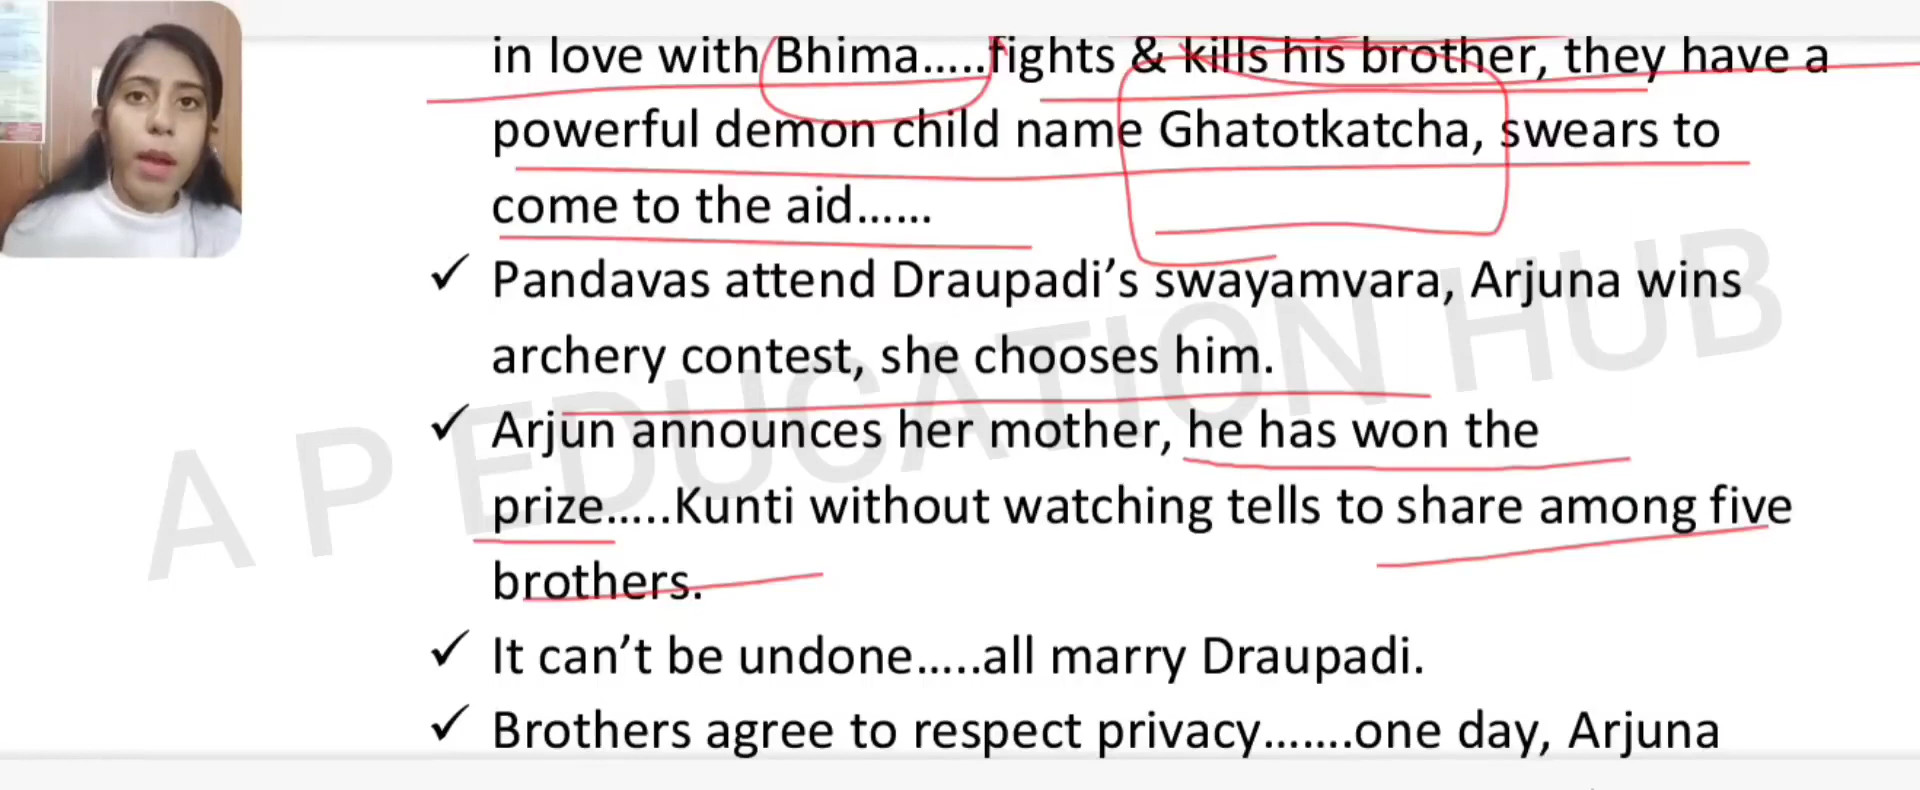 in love with Bhima.....fights & kills his brother, they have a
powerful demon child name Ghatotkatcha, swears to
come to the aid......
✓ Pandavas attend Draupadi’s swayamvara, Arjuna wins
archery contest, she chooses him.
✓ Arjun announces her mother, he has won the
prize.....Kunti without watching tells to share among five
brothers.
✓ It can’t be undone.....all marry Draupadi.
✓ Brothers agree to respect privacy.......one day, Arjuna
A P EDUCATION HUB